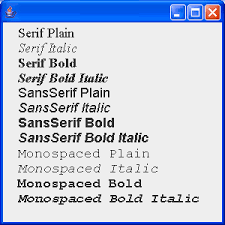 Serif Plain
Serif Italic
Serif Bold
Serif Bold Italic
SansSerif Plain
SansSerif Italic
SansSerif Bold
SansSerif Bold Italic
Monospaced Plain
Monospaced Italic
Monospaced Bold
Monospaced Bold Italic